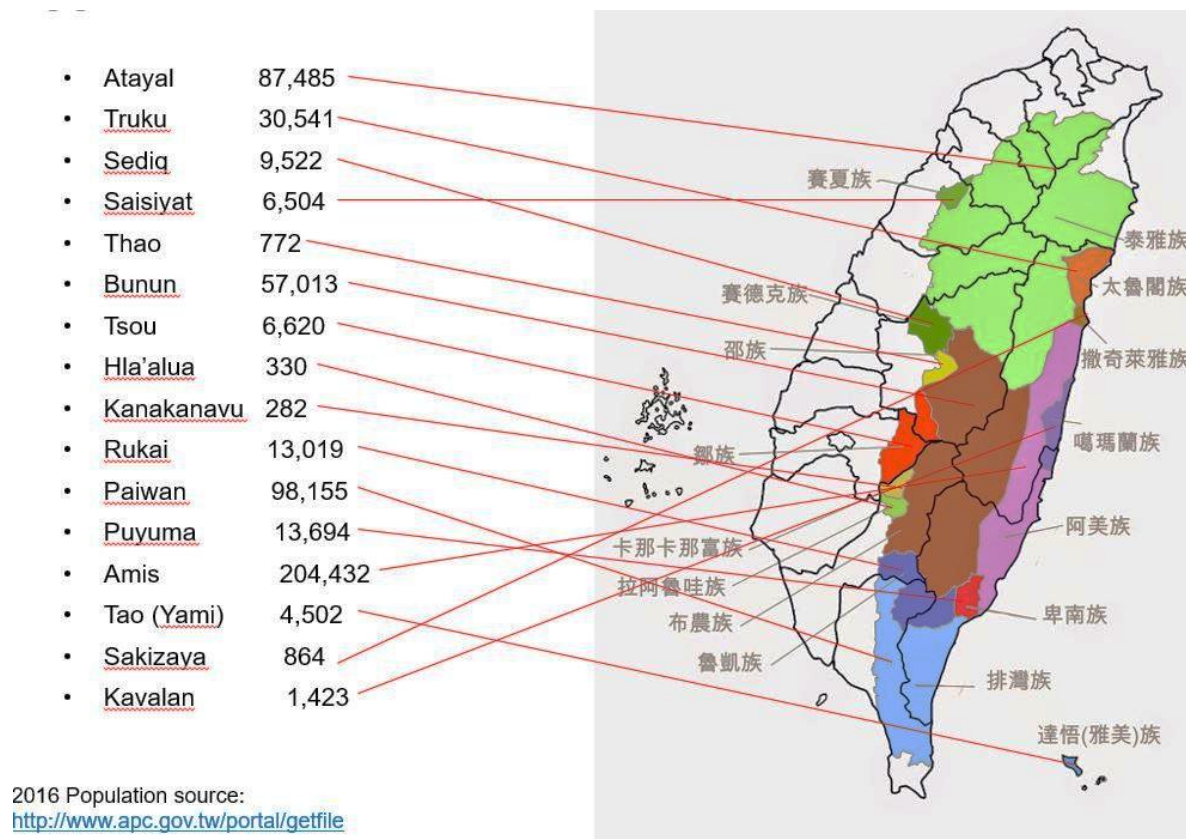 • Atayal 87,485
• Truku 30,541
• Sediq 9,522
• Saisiyat 6,504
• Thao 772
• Bunun 57,013
• Tsou 6,620
• Hla’alua 330
• Kanakanavu 282
• Rukai 13,019
• Paiwan 98,155
• Puyuma 13,694
• Amis 204,432
• Tao (Yami) 4,502
• Sakizaya 864
• Kavalan 1,423
2016 Population source:
http://www.apc.gov.tw/portal/getfile
賽夏族
泰雅族
賽德克族
太魯閣族
邵族
撒奇萊雅族
鄒族
噶瑪蘭族
卡那卡那富族
阿美族
拉阿魯哇族
布農族
卑南族
魯凱族
排灣族
達悟(雅美)族